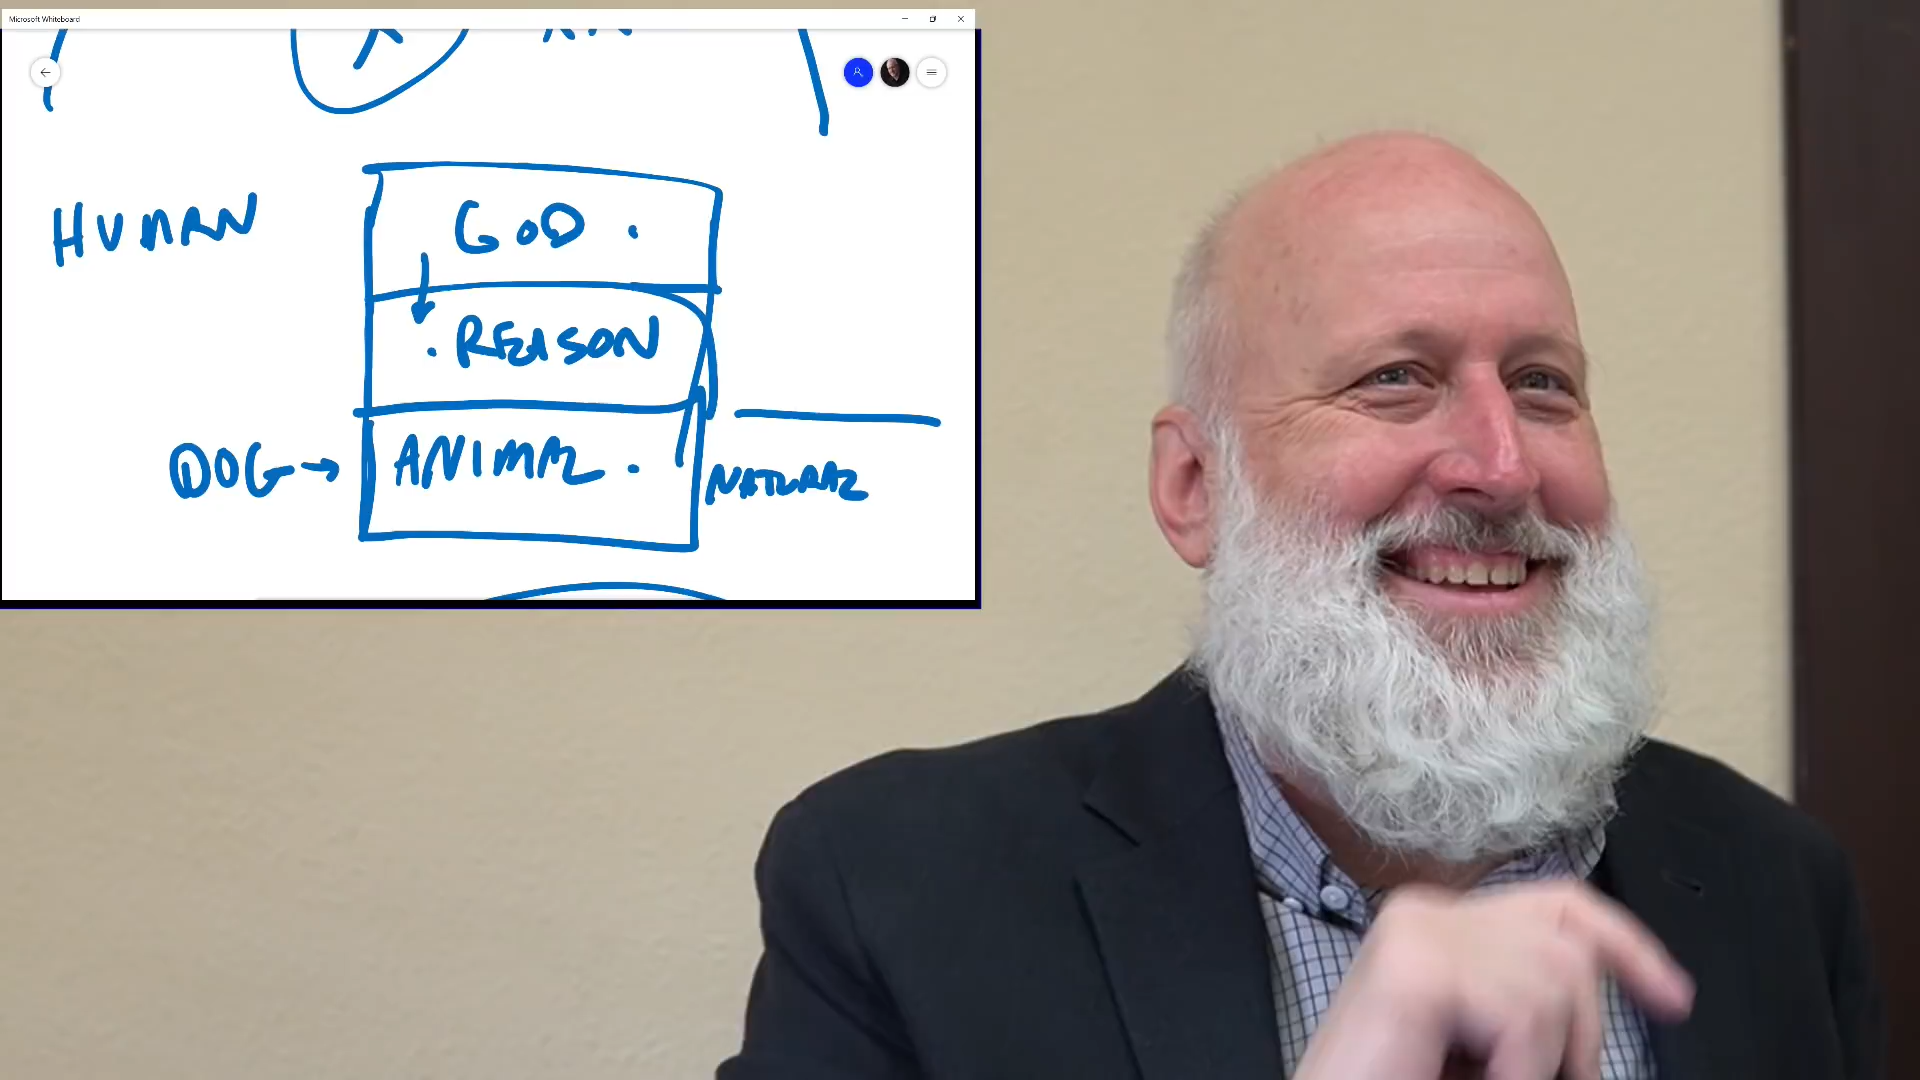 Microsoft Whiteboard
HUMAN
GOD .
. REASON
DOG → ANIMAL .
NATURAL